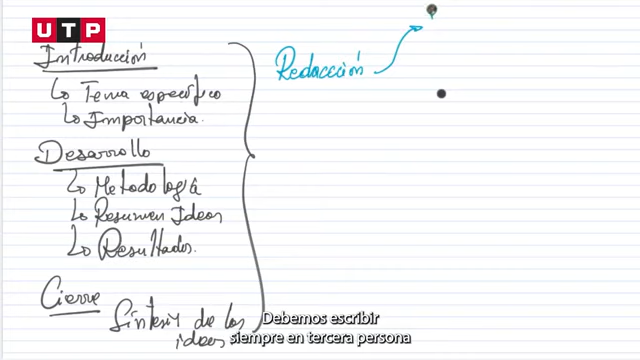 UTP
Introducción
Tema específico
Importancia.
Redacción
Desarrollo
Metodología
Resumen Ideas
Resultados.
Cierre
Síntesis de las
ideas.
Debemos escribir
siempre en tercera persona